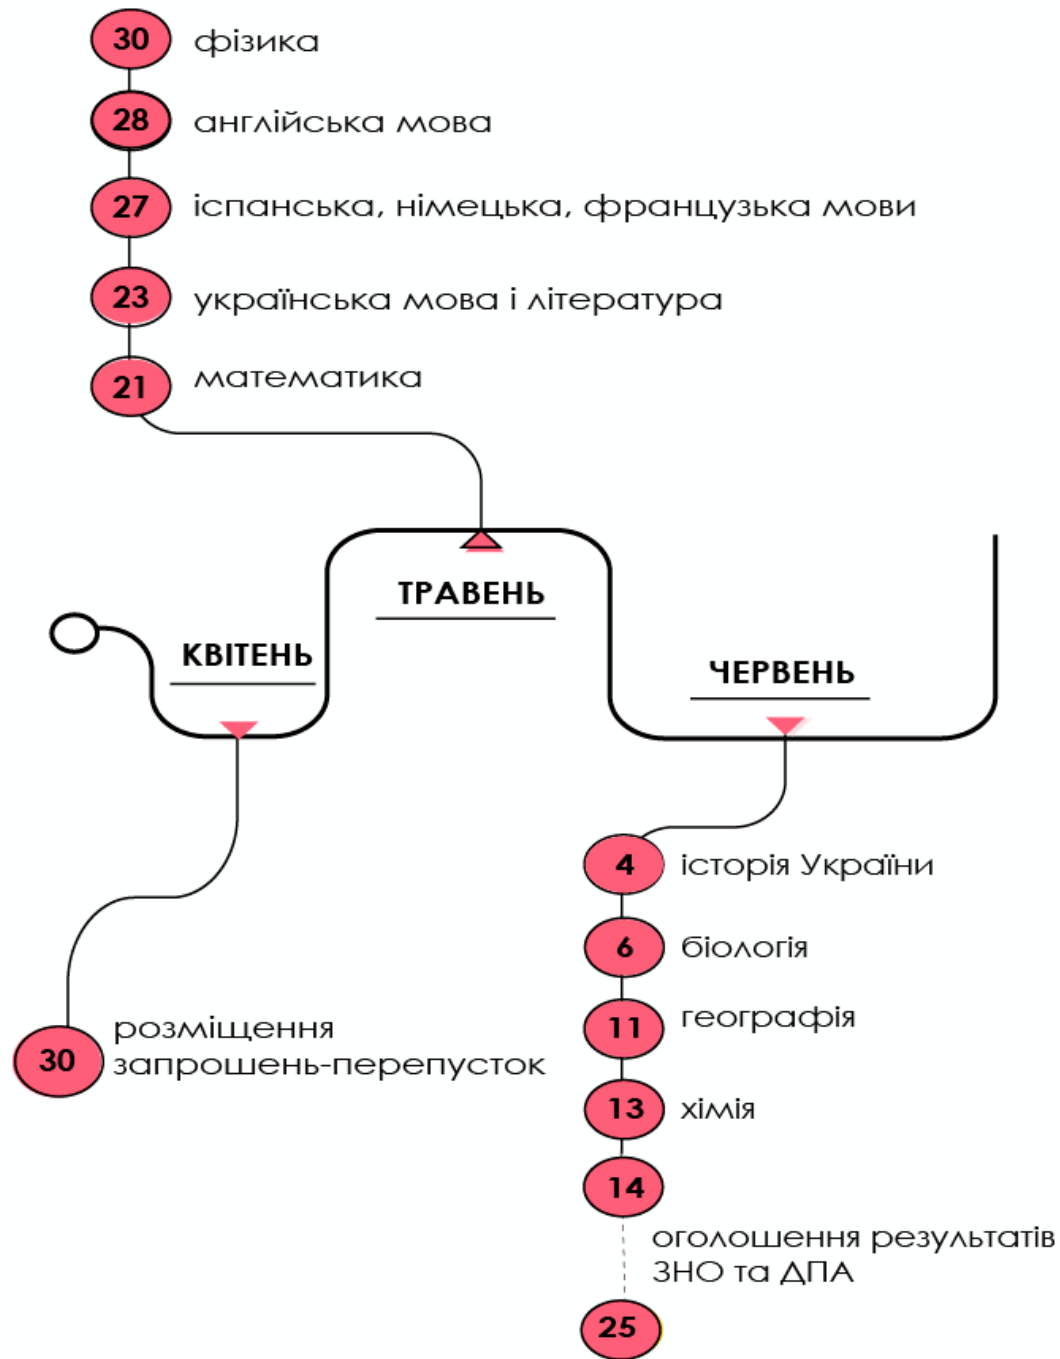 30 фізика
28 англійська мова
27 іспанська, німецька, французька мови
23 українська мова і література
21 математика
ТРАВЕНЬ
КВІТЕНЬ
ЧЕРВЕНЬ
30 розміщення
запрошень-перепусток
4 історія України
6 біологія
11 географія
13 хімія
14
оголошення результатів
ЗНО та ДПА
25